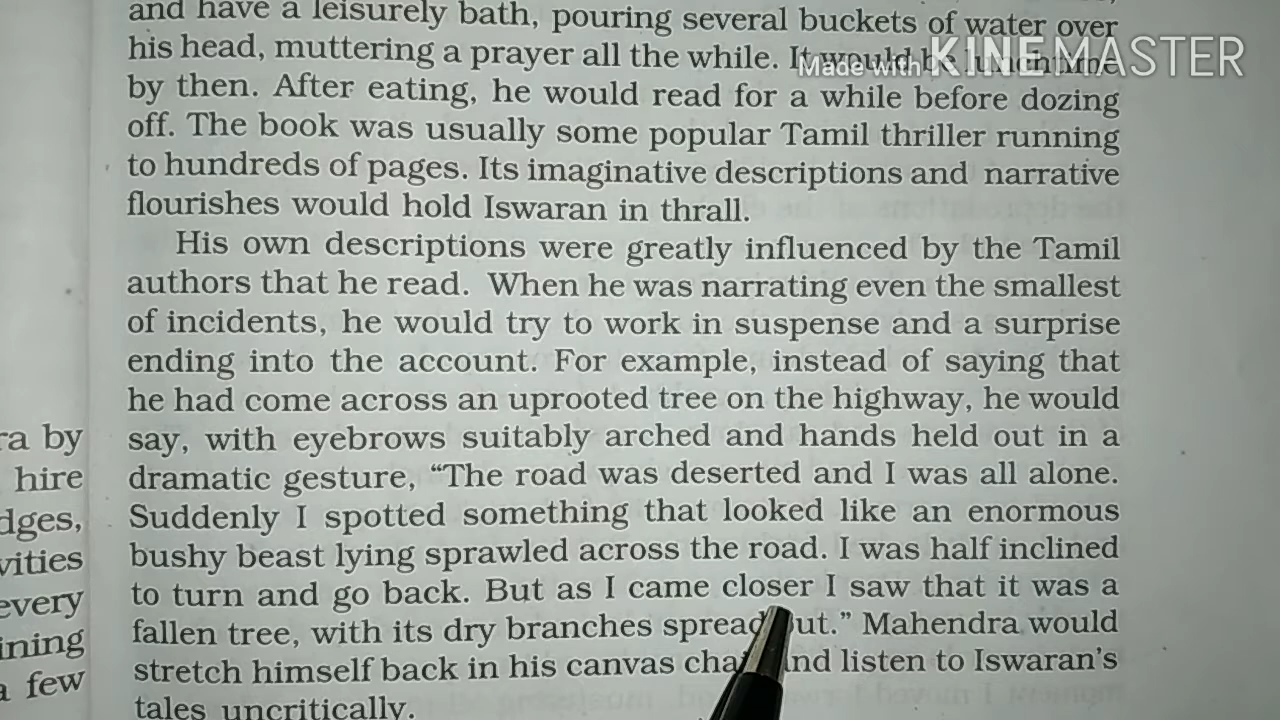 and have a leisurely bath, pouring several buckets of water over
his head, muttering a prayer all the while. It would be lunchtime
Made with KINEMASTER
by then. After eating, he would read for a while before dozing
off. The book was usually some popular Tamil thriller running
to hundreds of pages. Its imaginative descriptions and narrative
flourishes would hold Iswaran in thrall.
His own descriptions were greatly influenced by the Tamil
authors that he read. When he was narrating even the smallest
of incidents, he would try to work in suspense and a surprise
ending into the account. For example, instead of saying that
he had come across an uprooted tree on the highway, he would
say, with eyebrows suitably arched and hands held out in a
dramatic gesture, “The road was deserted and I was all alone.
Suddenly I spotted something that looked like an enormous
bushy beast lying sprawled across the road. I was half inclined
to turn and go back. But as I came closer I saw that it was a
fallen tree, with its dry branches spread out.” Mahendra would
stretch himself back in his canvas chair and listen to Iswaran’s
tales uncritically.
ra by
hire
dges,
vities
every
ining
a few